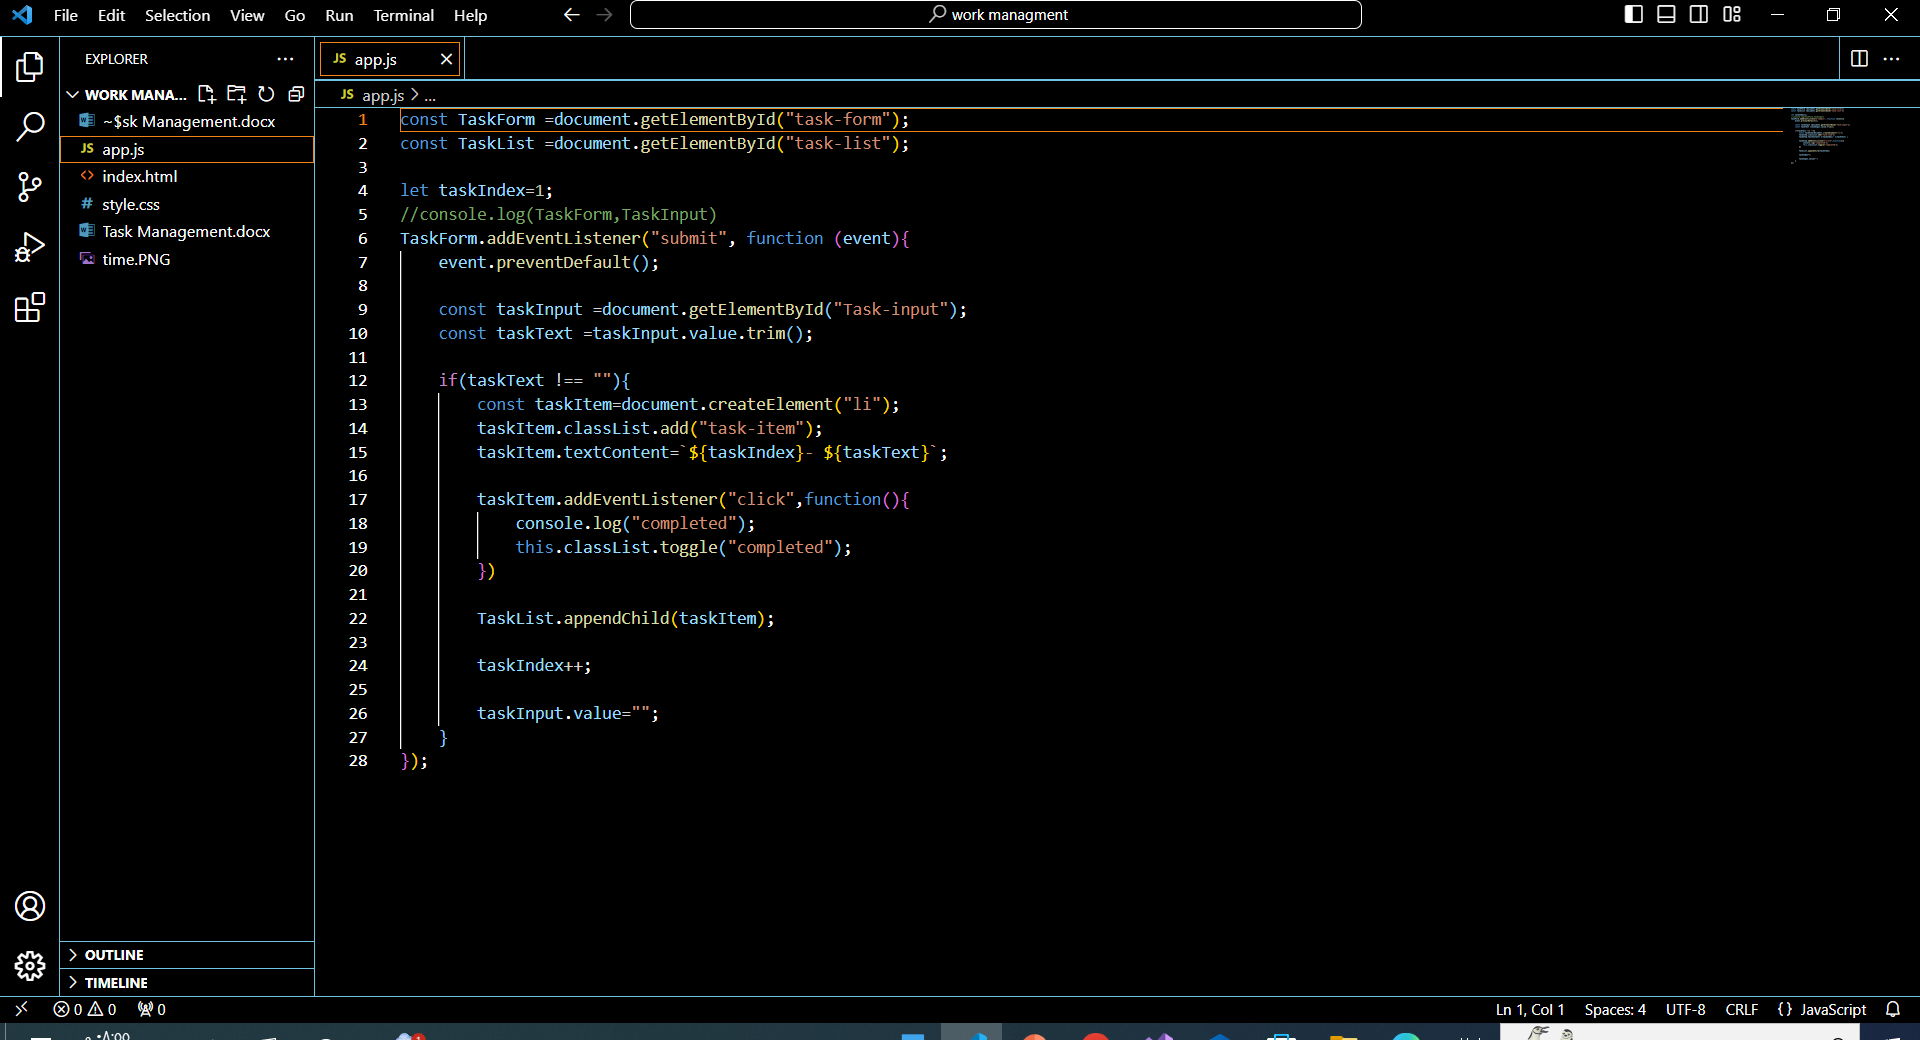 File Edit Selection View Go Run Terminal Help
work managment
EXPLORER
WORK MANA...
~$sk Management.docx
JS app.js
<> index.html
# style.css
Task Management.docx
time.PNG
OUTLINE
TIMELINE
JS app.js
JS app.js > ...
1 const TaskForm =document.getElementById("task-form");
2 const TaskList =document.getElementById("task-list");
3
4 let taskIndex=1;
5 //console.log(TaskForm,TaskInput)
6 TaskForm.addEventListener("submit", function (event){
7 event.preventDefault();
8
9 const taskInput =document.getElementById("Task-input");
10 const taskText =taskInput.value.trim();
11
12 if(taskText !== ""){
13 const taskItem=document.createElement("li");
14 taskItem.classList.add("task-item");
15 taskItem.textContent=`${taskIndex}- ${taskText}`;
16
17 taskItem.addEventListener("click",function(){
18 console.log("completed");
19 this.classList.toggle("completed");
20 })
21
22 TaskList.appendChild(taskItem);
23
24 taskIndex++;
25
26 taskInput.value="";
27 }
28 });
0 0 0
Ln 1, Col 1 Spaces: 4 UTF-8 CRLF {} JavaScript